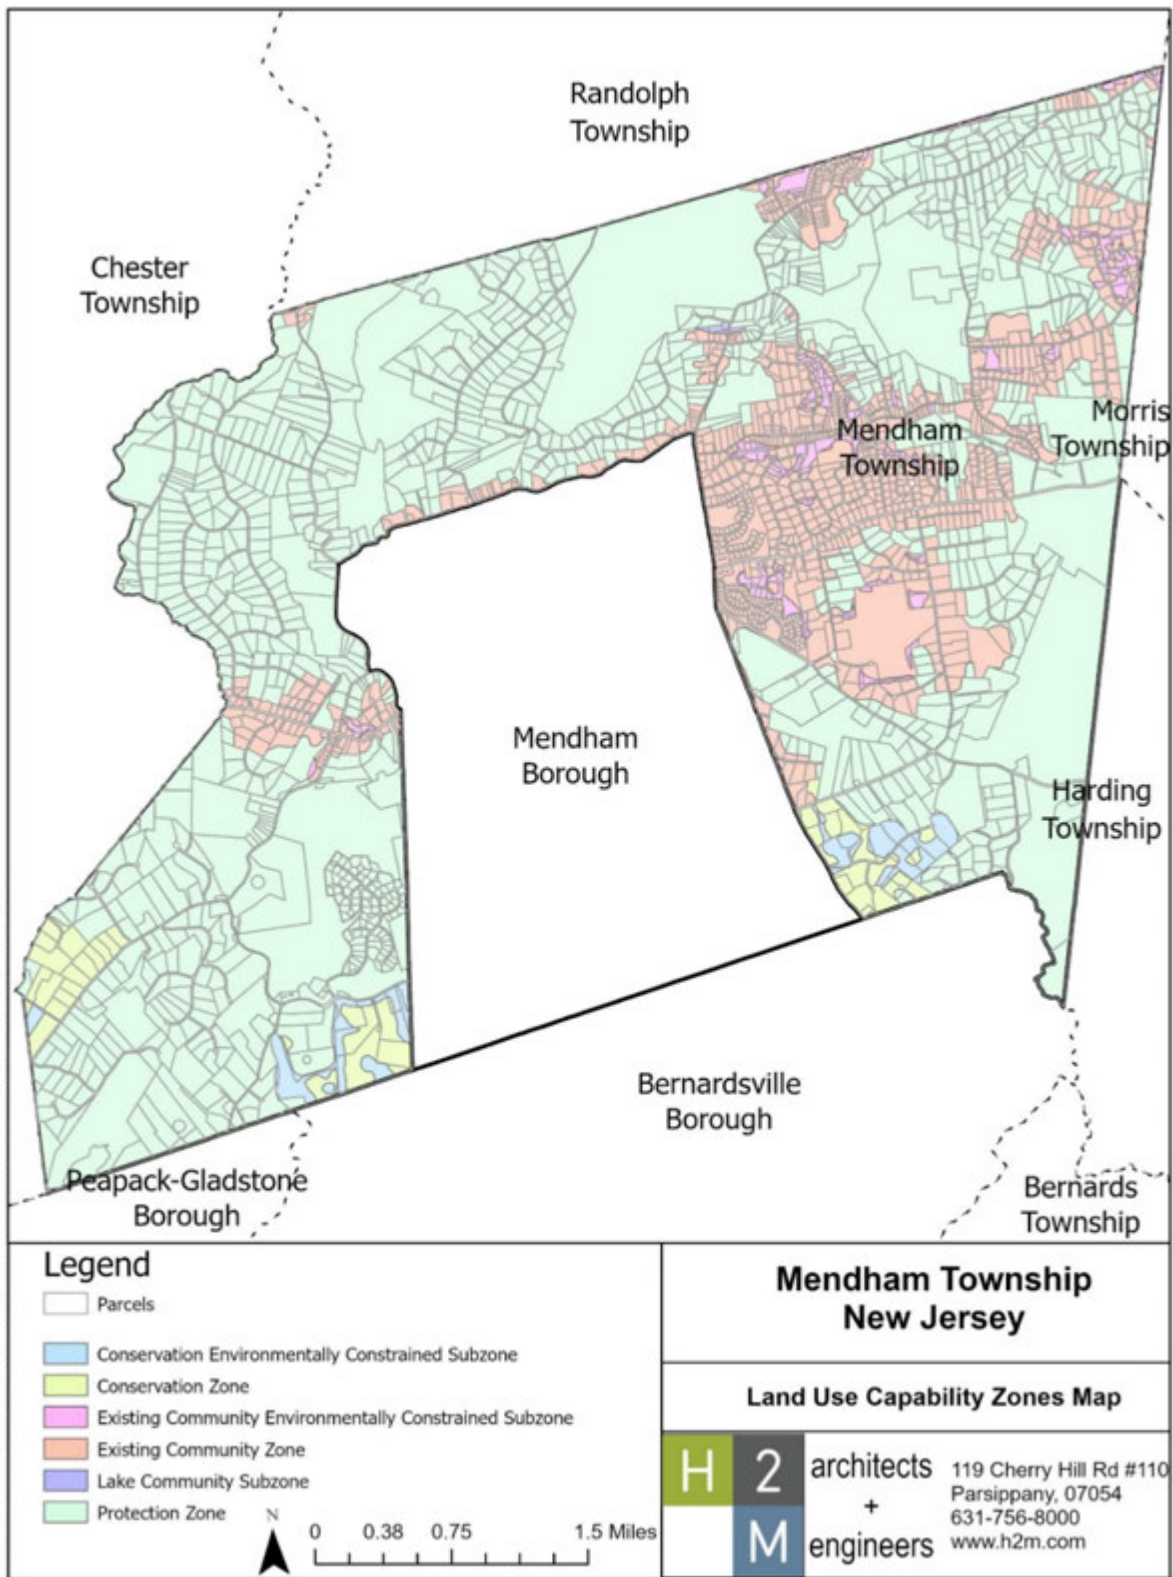 Randolph
Township
Chester
Township
Morris
Township
Mendham
Township
Mendham
Borough
Harding
Township
Bernardsville
Borough
Peapack-Gladstone
Borough
Bernards
Township
Legend
Parcels
Conservation Environmentally Constrained Subzone
Conservation Zone
Existing Community Environmentally Constrained Subzone
Existing Community Zone
Lake Community Subzone
Protection Zone
N
0 0.38 0.75 1.5 Miles
Mendham Township
New Jersey
Land Use Capability Zones Map
H2M
architects
+
engineers
119 Cherry Hill Rd #110
Parsippany, 07054
631-756-8000
www.h2m.com